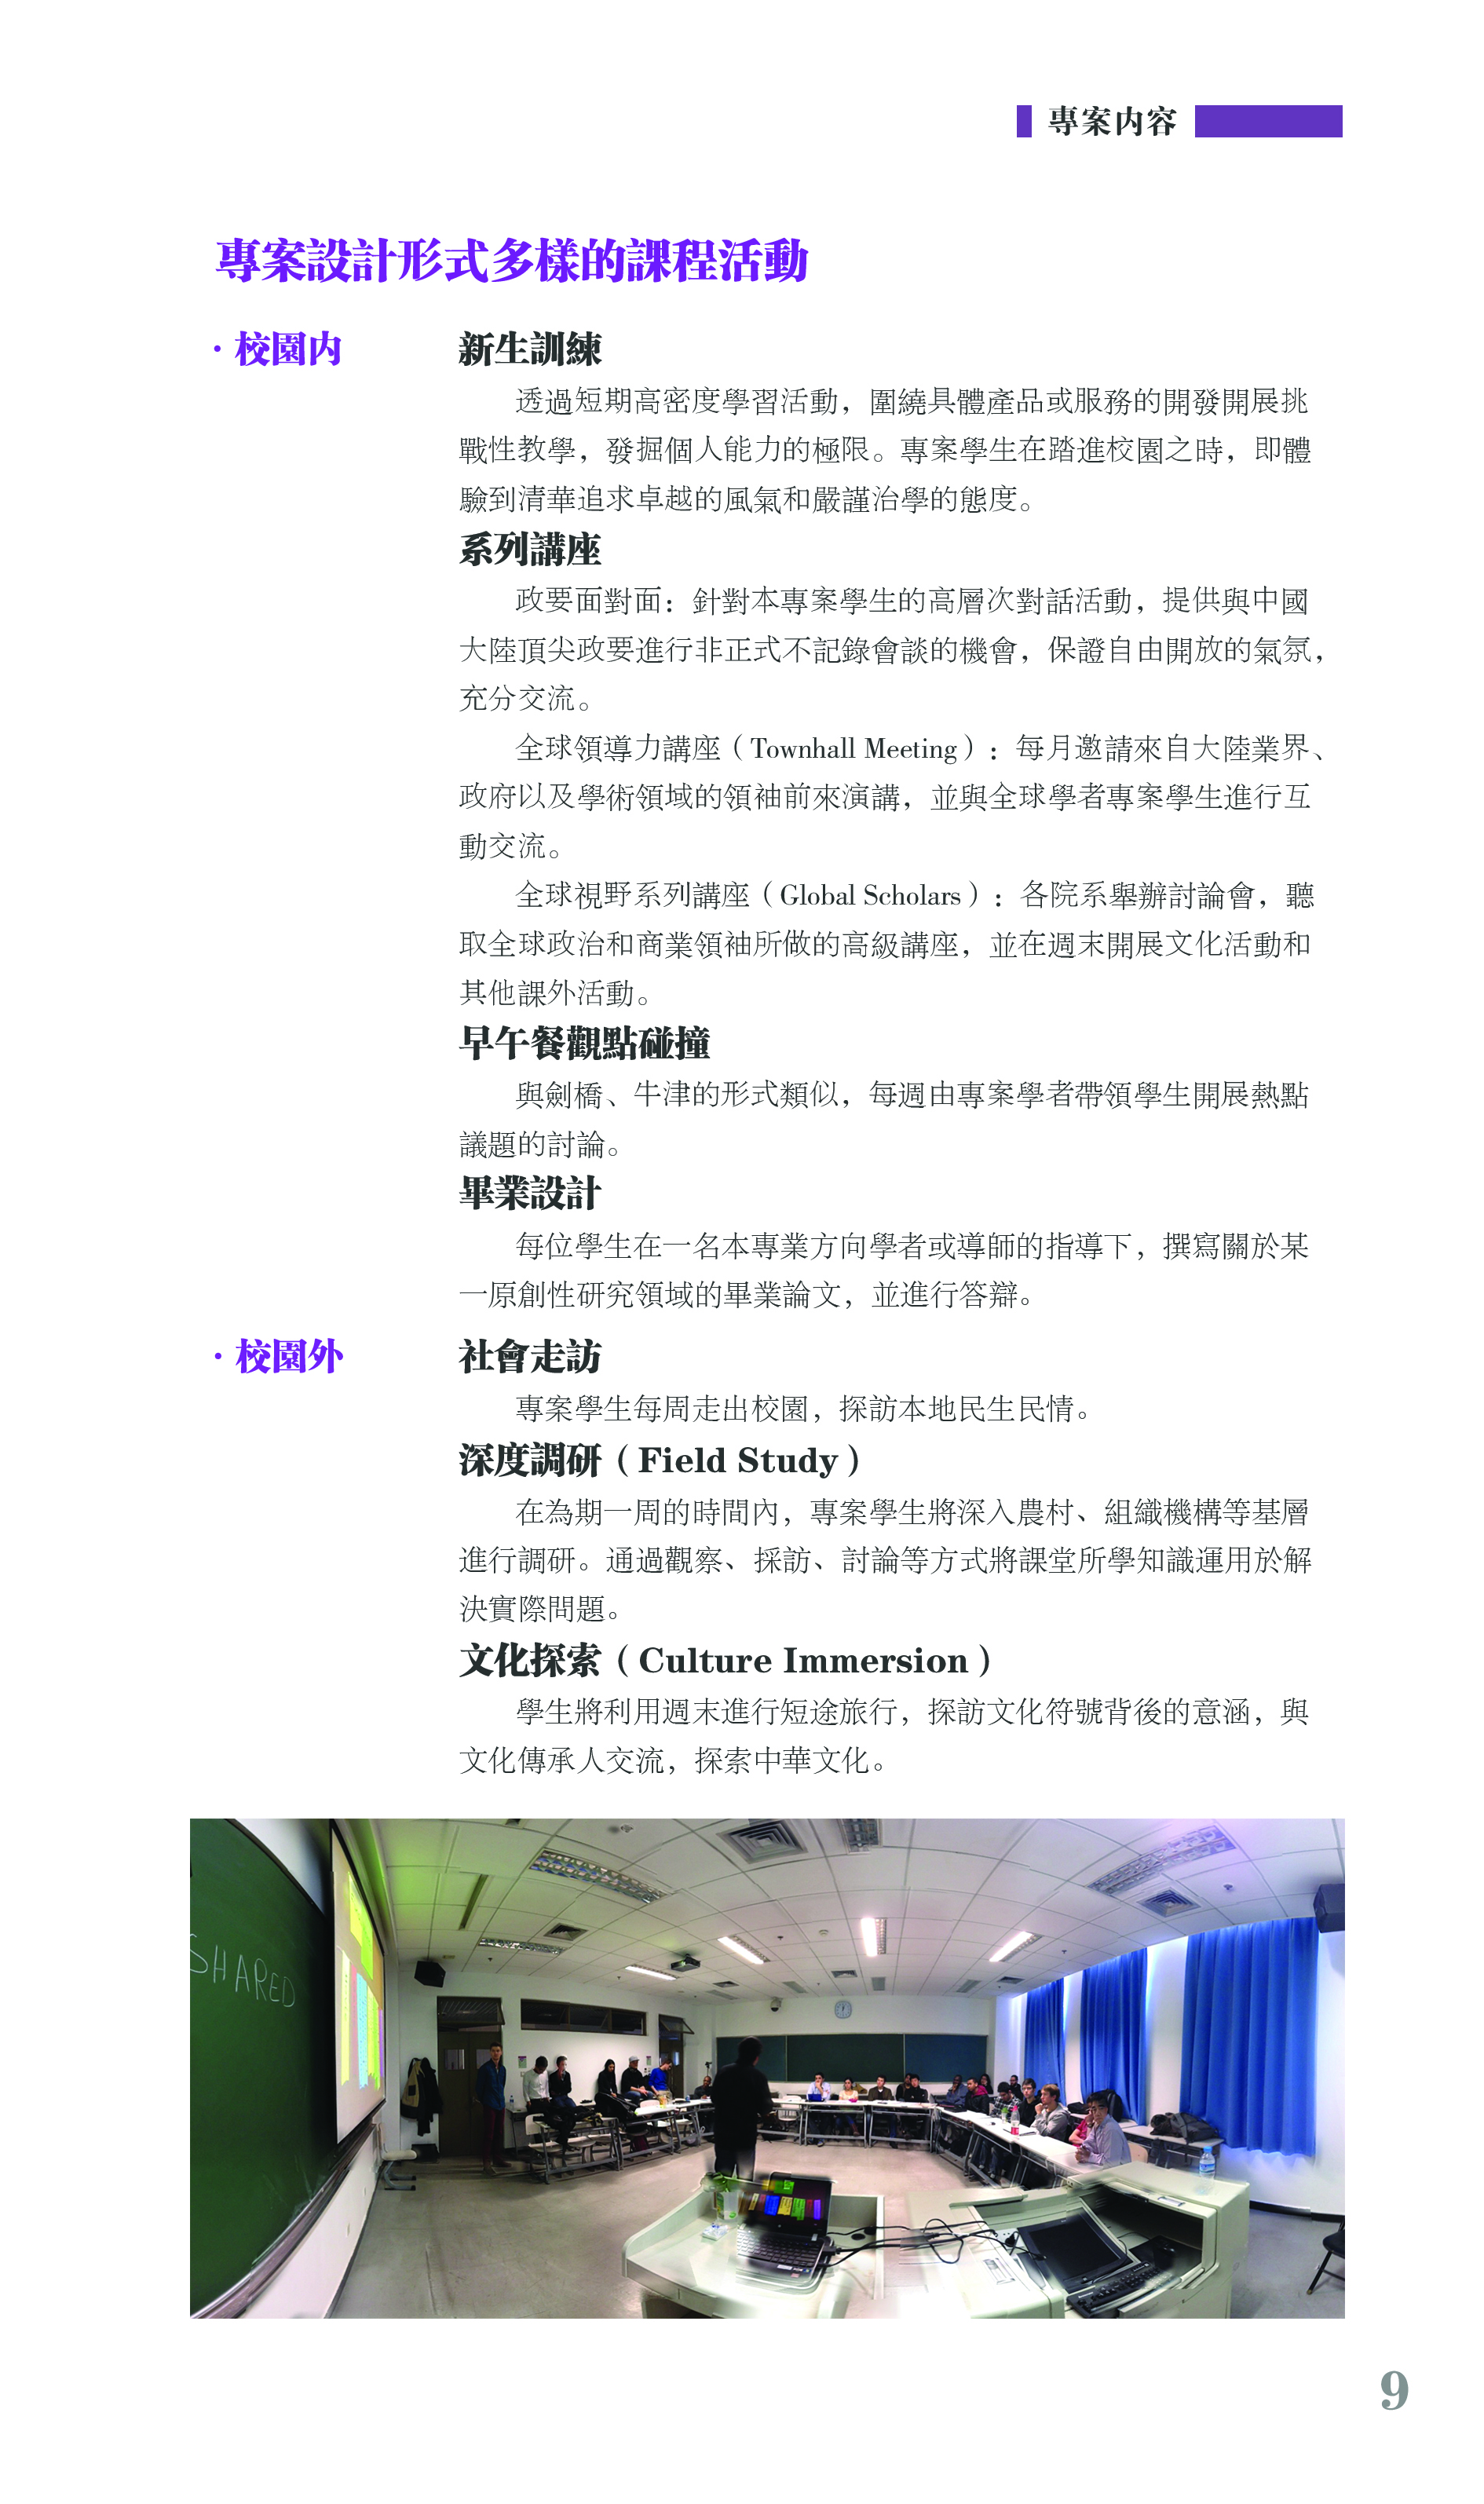 專案内容
專案設計形式多樣的課程活動
· 校園内
新生訓練
透過短期高密度學習活動，圍繞具體產品或服務的開發開展挑
戰性教學，發掘個人能力的極限。專案學生在踏進校園之時，即體
驗到清華追求卓越的風氣和嚴謹治學的態度。
系列講座
政要面對面：針對本專案學生的高層次對話活動，提供與中國
大陸頂尖政要進行非正式不記錄會談的機會，保證自由開放的氣氛，
充分交流。
全球領導力講座（Townhall Meeting）：每月邀請來自大陸業界、
政府以及學術領域的領袖前來演講，並與全球學者專案學生進行互
動交流。
全球視野系列講座（Global Scholars）：各院系舉辦討論會，聽
取全球政治和商業領袖所做的高級講座，並在週末開展文化活動和
其他課外活動。
早午餐觀點碰撞
與劍橋、牛津的形式類似，每週由專案學者帶領學生開展熱點
議題的討論。
畢業設計
每位學生在一名本專業方向學者或導師的指導下，撰寫關於某
一原創性研究領域的畢業論文，並進行答辯。
· 校園外
社會走訪
專案學生每周走出校園，探訪本地民生民情。
深度調研（Field Study）
在為期一周的時間內，專案學生將深入農村、組織機構等基層
進行調研。通過觀察、採訪、討論等方式將課堂所學知識運用於解
決實際問題。
文化探索（Culture Immersion）
學生將利用週末進行短途旅行，探訪文化符號背後的意涵，與
文化傳承人交流，探索中華文化。
SHARED
9